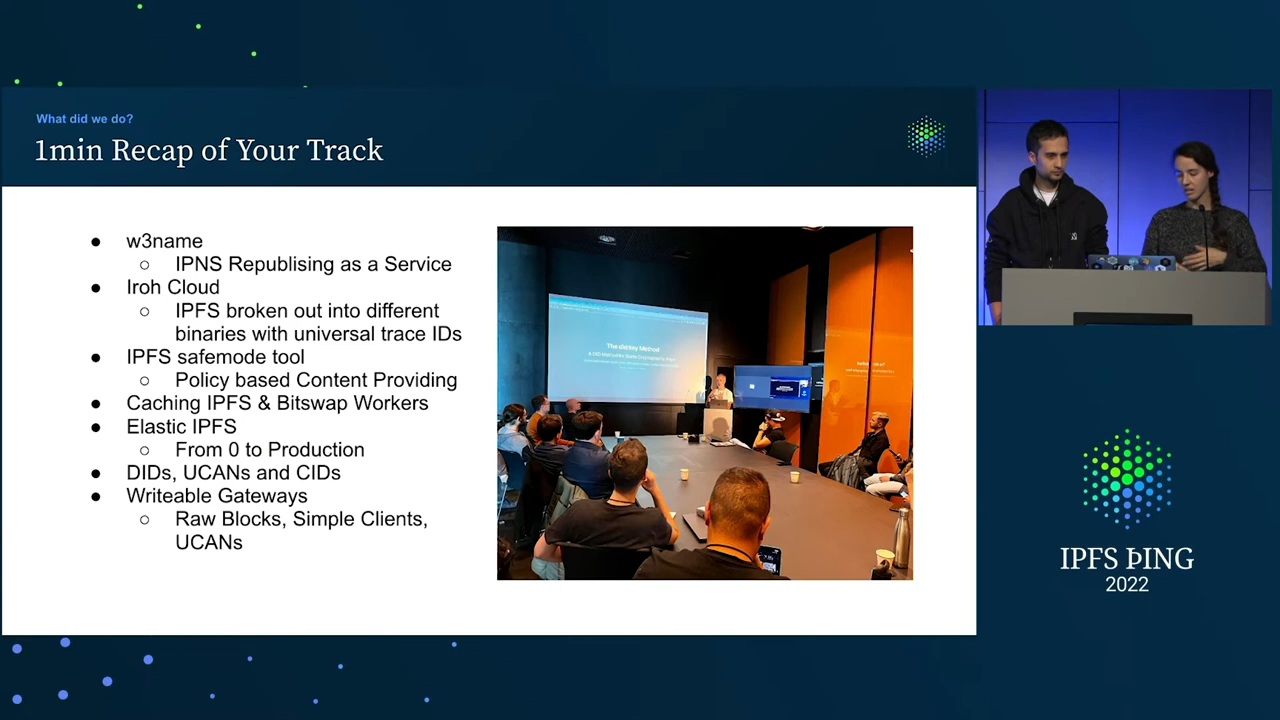 What did we do?
1min Recap of Your Track
w3name
IPNS Republising as a Service
Iroh Cloud
IPFS broken out into different
binaries with universal trace IDs
IPFS safemode tool
Policy based Content Providing
Caching IPFS & Bitswap Workers
Elastic IPFS
From 0 to Production
DIDs, UCANs and CIDs
Writeable Gateways
Raw Blocks, Simple Clients,
UCANs
The did:key Method
IPFS ÞING
2022